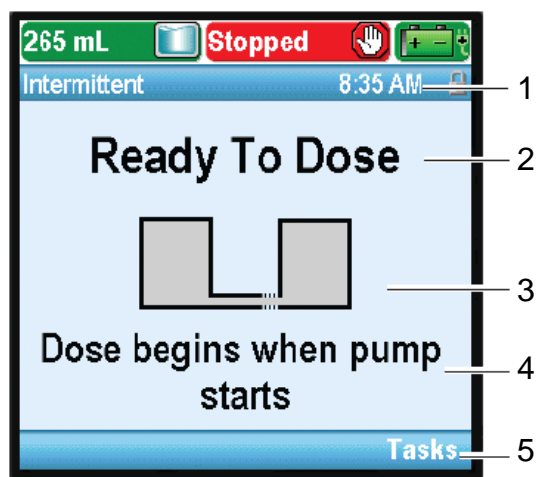 265 mL Stopped + -
Intermittent 8:35 AM 1
Ready To Dose 2
3
Dose begins when pump 4
starts
Tasks 5